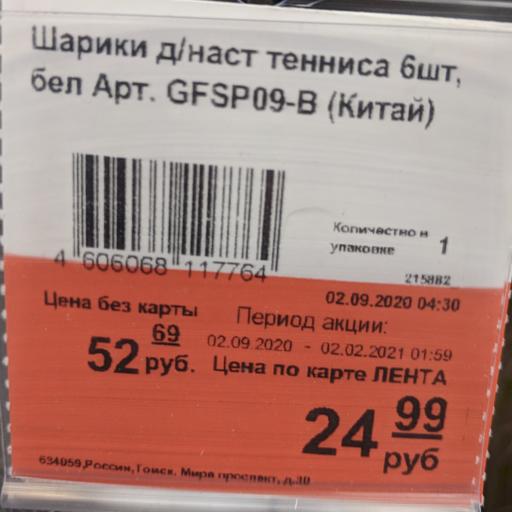 Шарики д/наст тенниса 6шт,
бел Арт. GFSP09-B (Китай)
Количество в
упаковке 1
4 606068 117764
215882
02.09.2020 04:30
Цена без карты
52 69 руб.
Период акции:
02.09.2020 - 02.02.2021 01:59
Цена по карте ЛЕНТА
24 99 руб
634059,Россия,Томск, Мира проспект, д.30